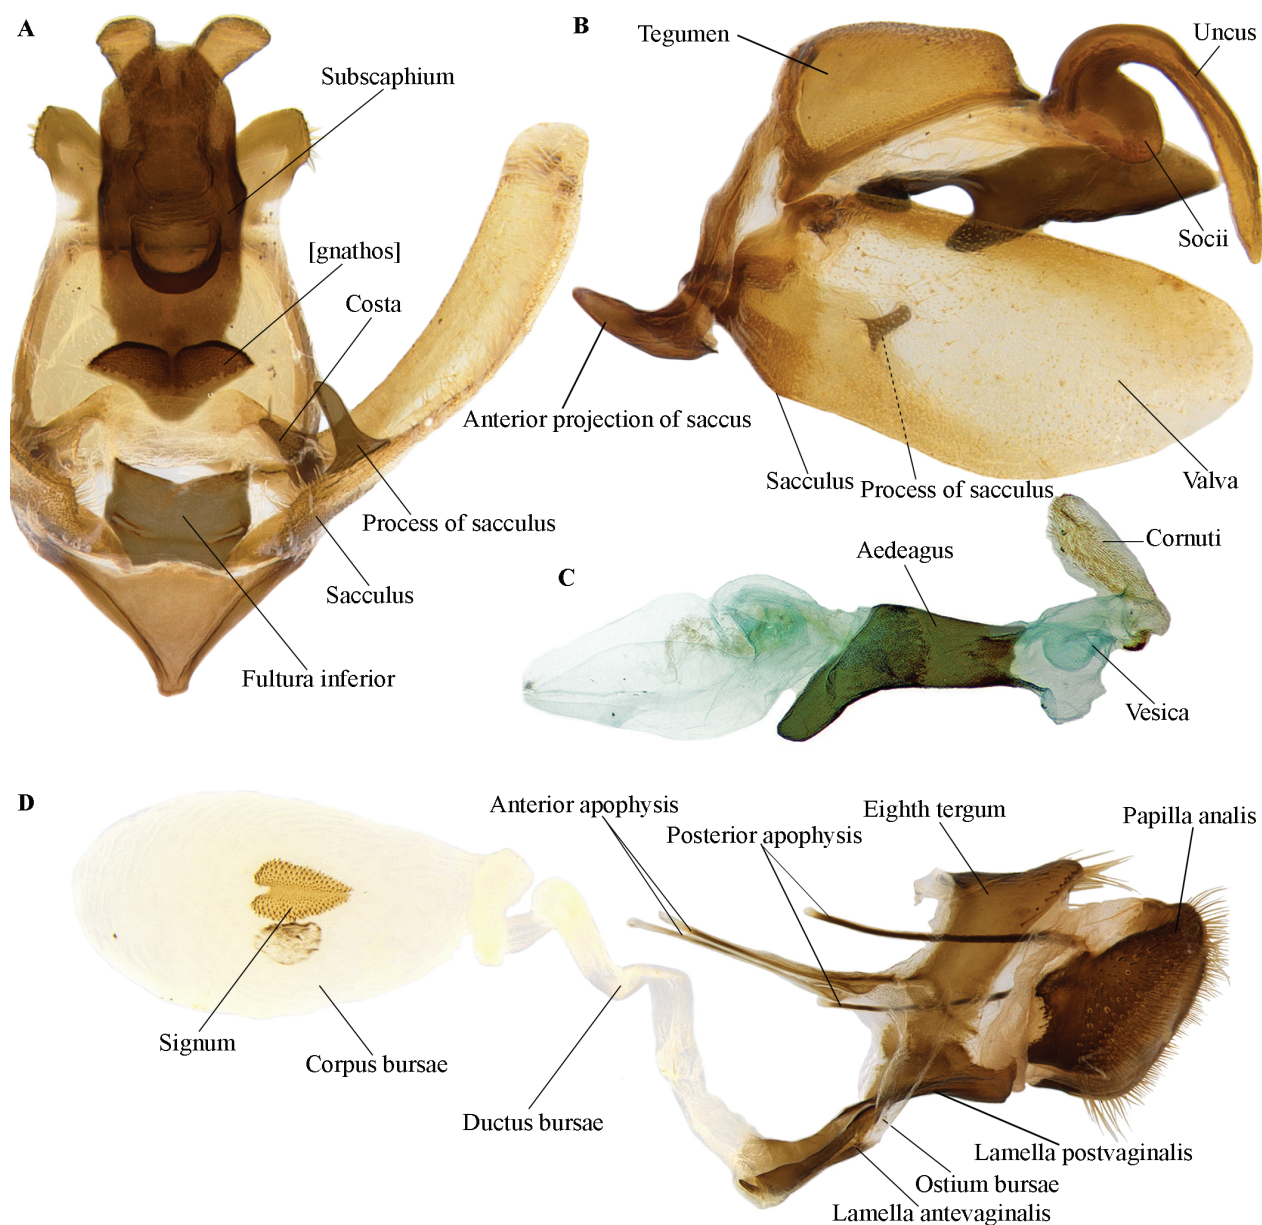 A
Subscaphium
[gnathos]
Costa
Process of sacculus
Sacculus
Fultura inferior
B
Tegumen
Uncus
Socii
Anterior projection of saccus
Sacculus
Process of sacculus
Valva
C
Aedeagus
Cornuti
Vesica
D
Anterior apophysis
Posterior apophysis
Eighth tergum
Papilla analis
Signum
Corpus bursae
Ductus bursae
Lamella postvaginalis
Ostium bursae
Lamella antevaginalis